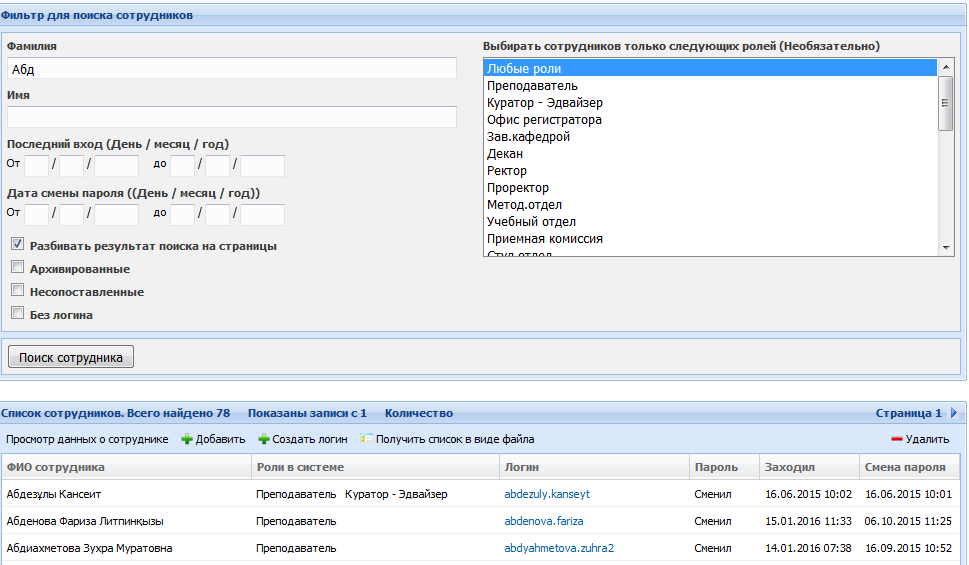 Фильтр для поиска сотрудников
Фамилия
Абд
Имя
Последний вход (День / месяц / год)
От / / до / /
Дата смены пароля ((День / месяц / год))
От / / до / /
Разбивать результат поиска на страницы
Архивированные
Несопоставленные
Без логина
Выбирать сотрудников только следующих ролей (Необязательно)
Любые роли
Преподаватель
Куратор - Эдвайзер
Офис регистратора
Зав.кафедрой
Декан
Ректор
Проректор
Метод.отдел
Учебный отдел
Приемная комиссия
Студ.отдел
Поиск сотрудника
Список сотрудников. Всего найдено 78 Показаны записи с 1 Количество Страница 1
Просмотр данных о сотруднике Добавить Создать логин Получить список в виде файла Удалить
ФИО сотрудника Роли в системе Логин Пароль Заходил Смена пароля
Абдезұлы Кансеит Преподаватель Куратор - Эдвайзер abdezuly.kanseyt Сменил 16.06.2015 10:02 16.06.2015 10:01
Абденова Фариза Литпинқызы Преподаватель abdenova.fariza Сменил 15.01.2016 11:33 06.10.2015 11:25
Абдиахметова Зухра Муратовна Преподаватель abdyahmetova.zuhra2 Сменил 14.01.2016 07:38 16.09.2015 10:52